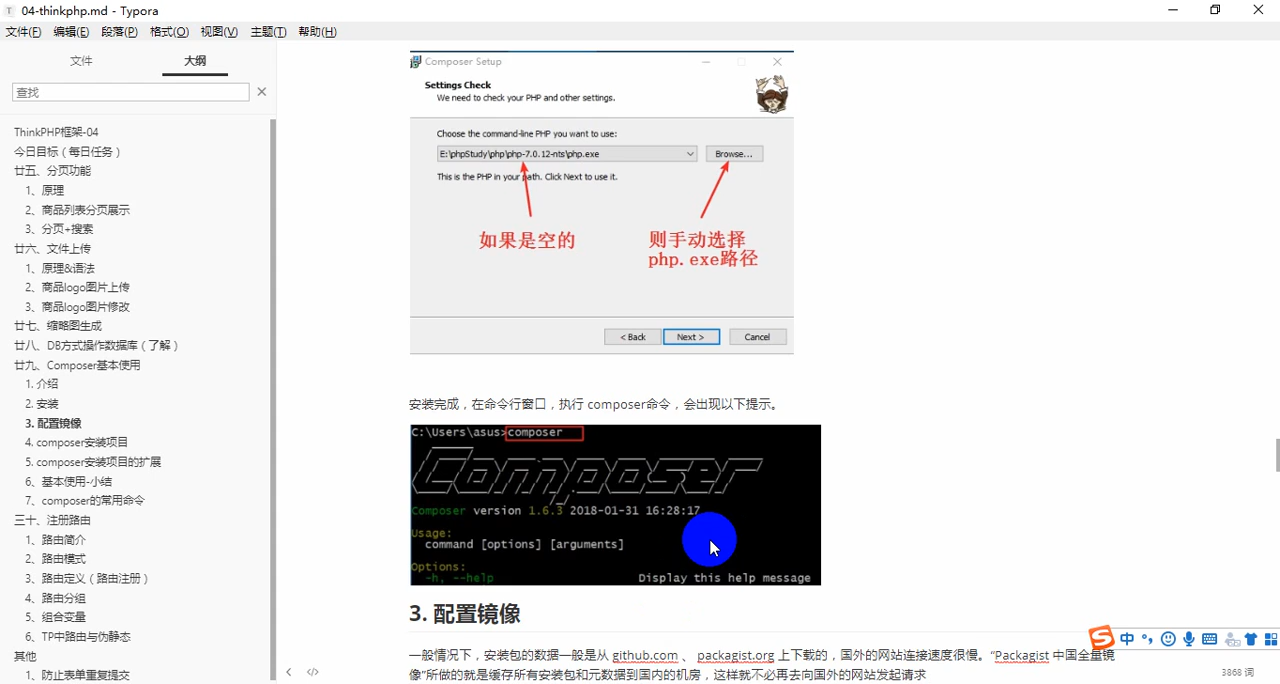 04-thinkphp.md - Typora
文件(F) 编辑(E) 段落(P) 格式(O) 视图(V) 主题(T) 帮助(H)
文件 大纲
查找
ThinkPHP框架-04
今日目标（每日任务）
廿五、分页功能
1、原理
2、商品列表分页展示
3、分页+搜索
廿六、文件上传
1、原理&语法
2、商品logo图片上传
3、商品logo图片修改
廿七、缩略图生成
廿八、DB方式操作数据库（了解）
廿九、Composer基本使用
1. 介绍
2. 安装
3. 配置镜像
4. composer安装项目
5. composer安装项目的扩展
6、基本使用-小结
7、composer的常用命令
三十、注册路由
1、路由简介
2、路由模式
3、路由定义（路由注册）
4、路由分组
5、组合变量
6、TP中路由与伪静态
其他
1、防止表单重复提交
Composer Setup
Settings Check
We need to check your PHP and other settings.
Choose the command-line PHP you want to use:
E:\phpStudy\php\php-7.0.12-nts\php.exe
Browse...
This is the PHP in your path. Click Next to use it.
如果是空的
则手动选择
php.exe路径
< Back Next > Cancel
安装完成，在命令行窗口，执行 composer命令，会出现以下提示。
C:\Users\asus>composer
Composer
Composer version 1.6.3 2018-01-31 16:28:17
Usage:
command [options] [arguments]
Options:
-h, --help Display this help message
3. 配置镜像
一般情况下，安装包的数据一般是从 github.com 、 packagist.org 上下载的，国外的网站连接速度很慢。“Packagist 中国全量镜
像”所做的就是缓存所有安装包和元数据到国内的机房，这样就不必再去向国外的网站发起请求
中
3868 词